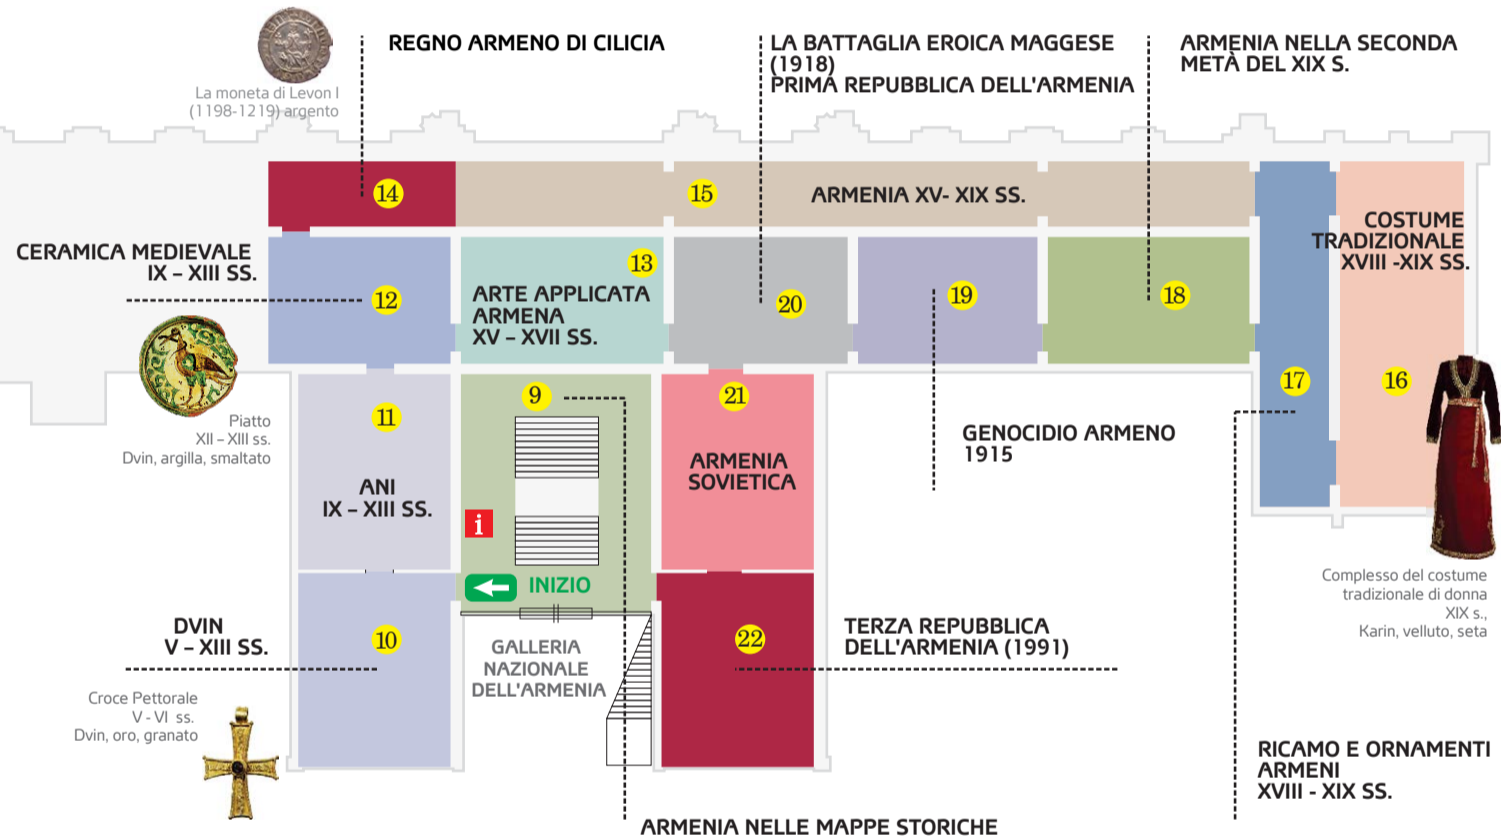 REGNO ARMENO DI CILICIA
La moneta di Levon I
(1198-1219) argento
LA BATTAGLIA EROICA MAGGESE
(1918)
PRIMA REPUBBLICA DELL'ARMENIA
ARMENIA NELLA SECONDA
METÀ DEL XIX S.
14
15
ARMENIA XV- XIX SS.
COSTUME
TRADIZIONALE
XVIII -XIX SS.
CERAMICA MEDIEVALE
IX – XIII SS.
12
13
ARTE APPLICATA
ARMENA
XV – XVII SS.
20
19
18
17
16
Piatto
XII – XIII ss.
Dvin, argilla, smaltato
11
ANI
IX – XIII SS.
9
21
ARMENIA
SOVIETICA
GENOCIDIO ARMENO
1915
i
INIZIO
Complesso del costume
tradizionale di donna
XIX s.,
Karin, velluto, seta
DVIN
V – XIII SS.
10
GALLERIA
NAZIONALE
DELL'ARMENIA
22
TERZA REPUBBLICA
DELL'ARMENIA (1991)
Croce Pettorale
V - VI ss.
Dvin, oro, granato
RICAMO E ORNAMENTI
ARMENI
XVIII - XIX SS.
ARMENIA NELLE MAPPE STORICHE